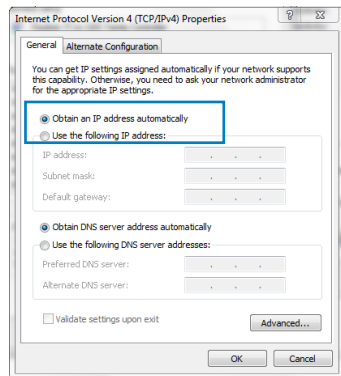 Internet Protocol Version 4 (TCP/IPv4) Properties
General
Alternate Configuration
You can get IP settings assigned automatically if your network supports
this capability. Otherwise, you need to ask your network administrator
for the appropriate IP settings.
Obtain an IP address automatically
Use the following IP address:
IP address:
Subnet mask:
Default gateway:
Obtain DNS server address automatically
Use the following DNS server addresses:
Preferred DNS server:
Alternate DNS server:
Validate settings upon exit
Advanced...
OK
Cancel